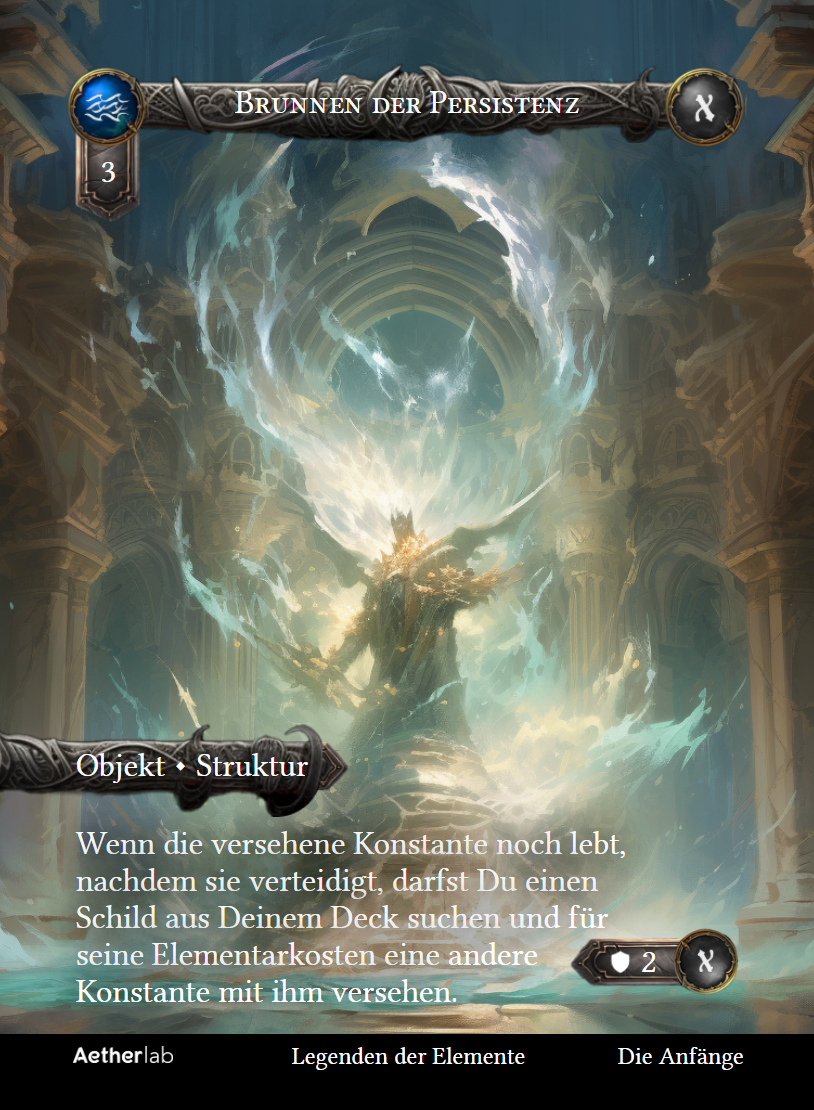 Brunnen der Persistenz
3
Objekt • Struktur
Wenn die versehene Konstante noch lebt,
nachdem sie verteidigt, darfst Du einen
Schild aus Deinem Deck suchen und für
seine Elementarkosten eine andere
Konstante mit ihm versehen.
2
Aetherlab
Legenden der Elemente
Die Anfänge